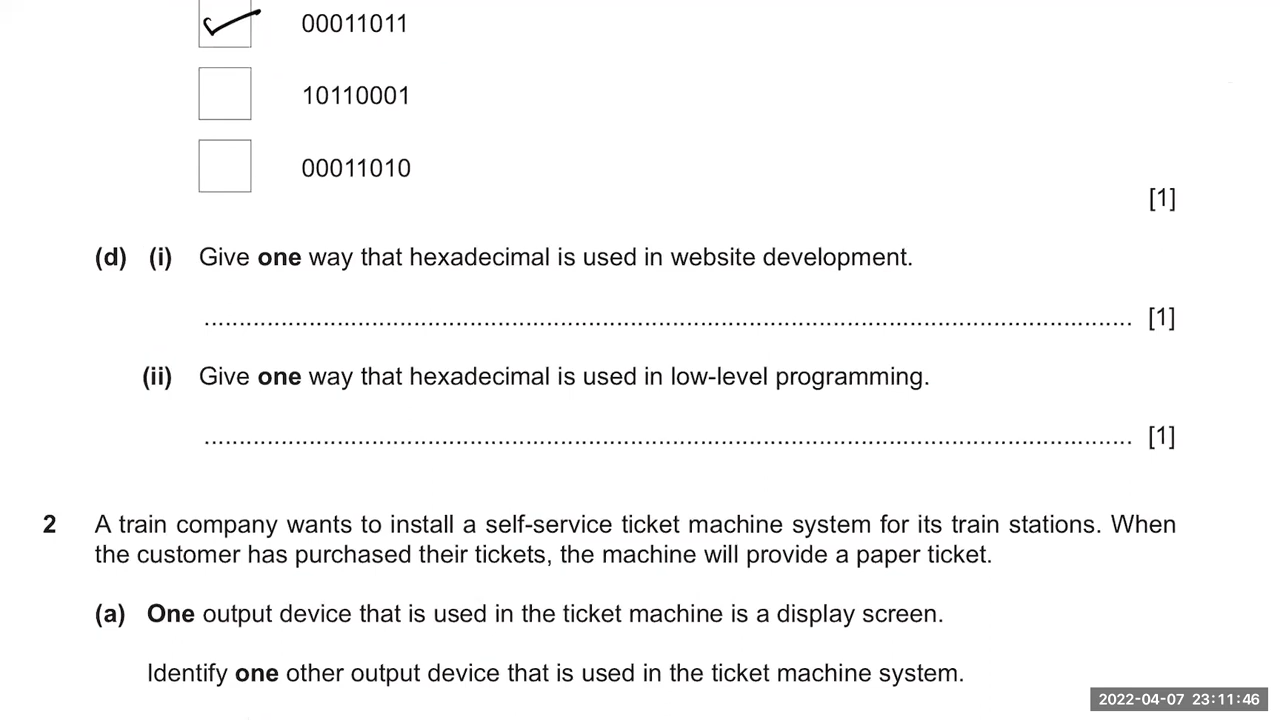 00011011
10110001
00011010
[1]
(d) (i) Give one way that hexadecimal is used in website development.
.................................................................................................................................... [1]
(ii) Give one way that hexadecimal is used in low-level programming.
.................................................................................................................................... [1]
2 A train company wants to install a self-service ticket machine system for its train stations. When
the customer has purchased their tickets, the machine will provide a paper ticket.
(a) One output device that is used in the ticket machine is a display screen.
Identify one other output device that is used in the ticket machine system.
2022-04-07 23:11:46